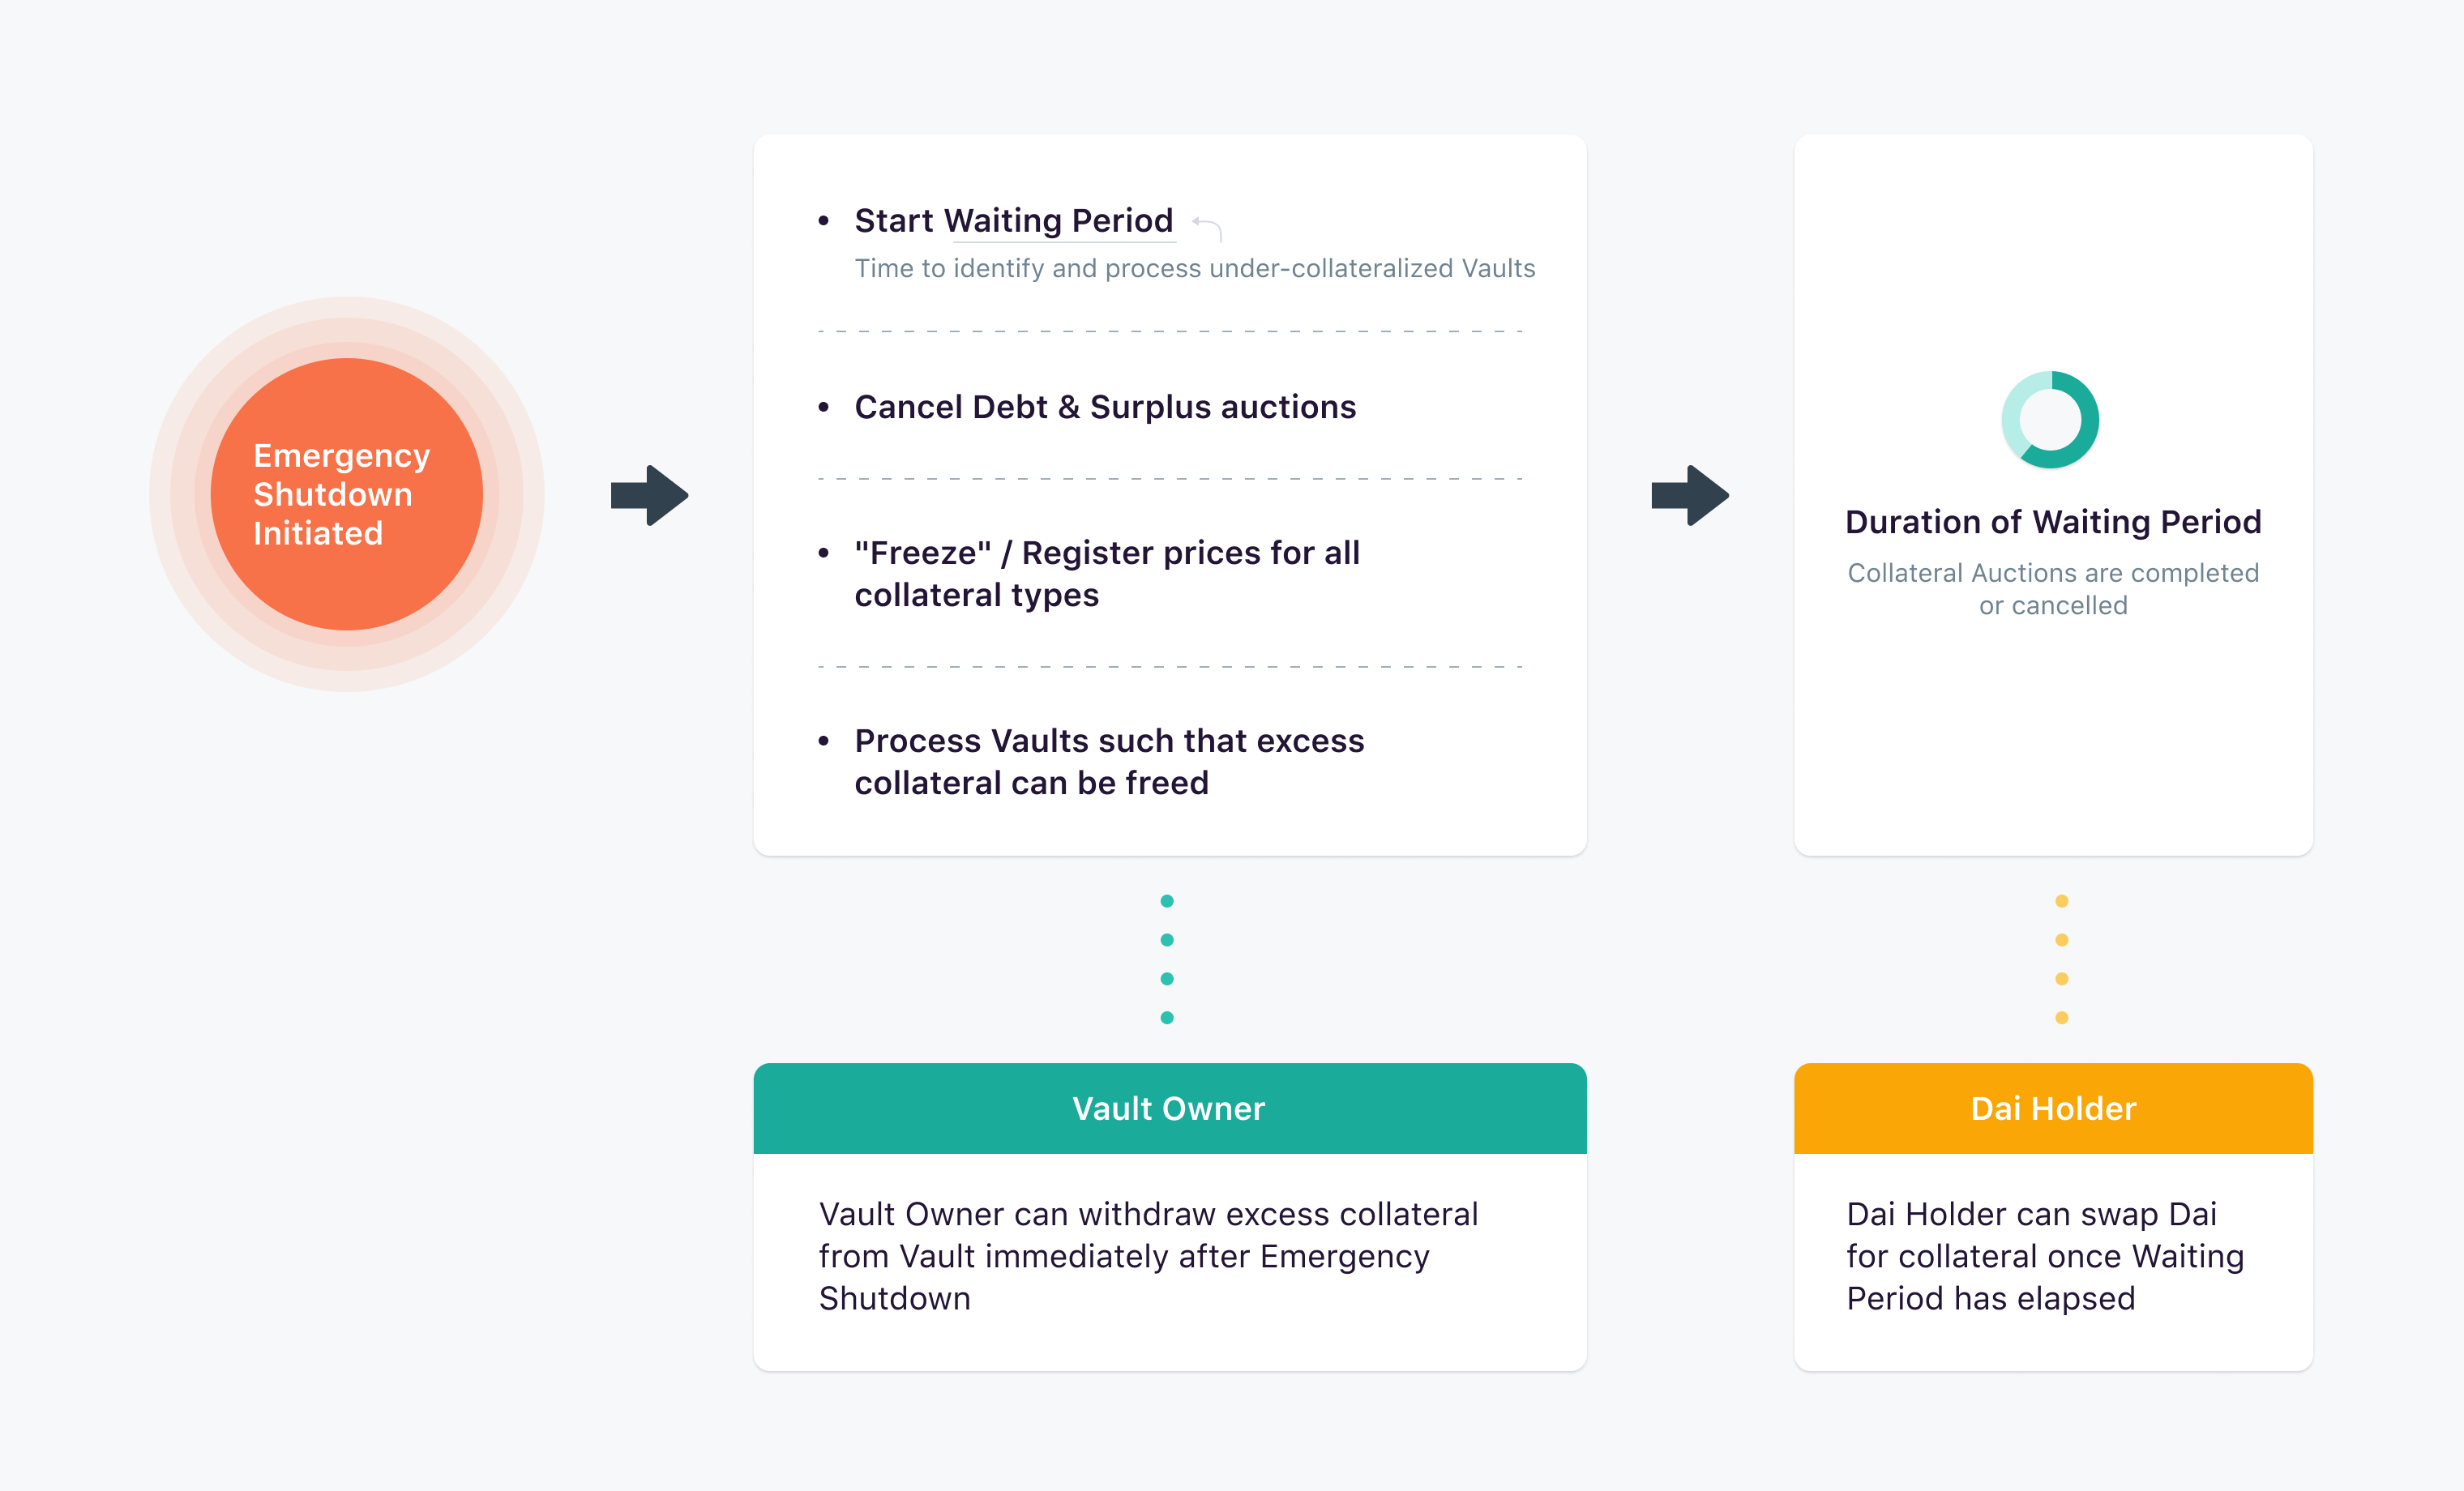 Emergency
Shutdown
Initiated
• Start Waiting Period
Time to identify and process under-collateralized Vaults
• Cancel Debt & Surplus auctions
• "Freeze" / Register prices for all
collateral types
• Process Vaults such that excess
collateral can be freed
Duration of Waiting Period
Collateral Auctions are completed
or cancelled
Vault Owner
Vault Owner can withdraw excess collateral
from Vault immediately after Emergency
Shutdown
Dai Holder
Dai Holder can swap Dai
for collateral once Waiting
Period has elapsed